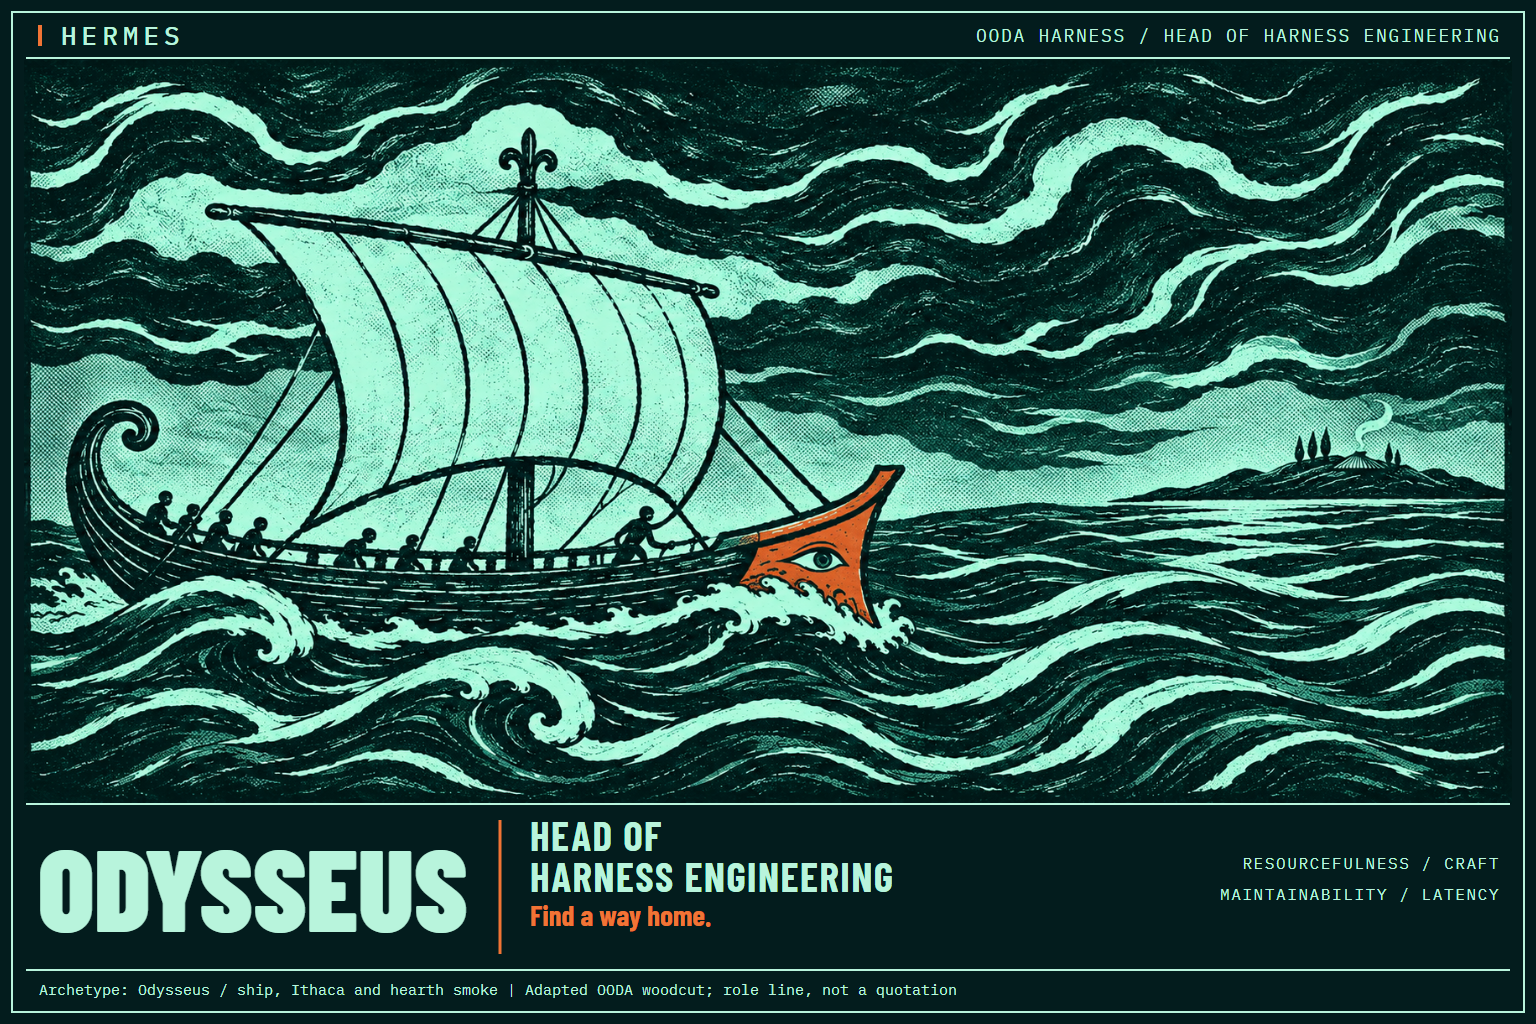 HERMES
OODA HARNESS / HEAD OF HARNESS ENGINEERING
ODYSSEUS
HEAD OF
HARNESS ENGINEERING
Find a way home.
RESOURCEFULNESS / CRAFT
MAINTAINABILITY / LATENCY
Archetype: Odysseus / ship, Ithaca and hearth smoke | Adapted OODA woodcut; role line, not a quotation